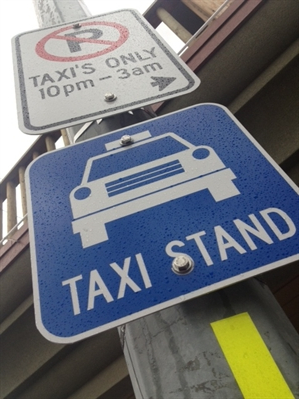 P
TAXI'S ONLY
10pm - 3am
TAXI STAND